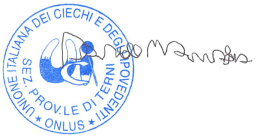 UNIONE ITALIANA DEI CIECHI E DEGLI IPOVEDENTI
SEZ. PROV.LE DI TERNI
* ONLUS *